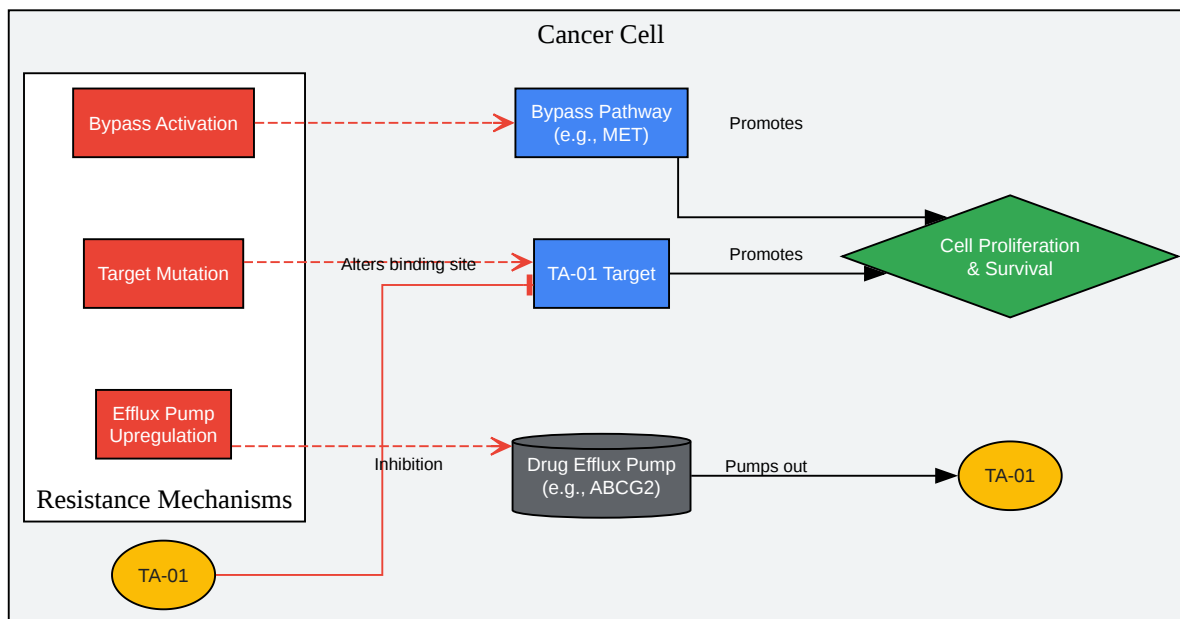 Cancer Cell
Bypass Activation
Bypass Pathway
(e.g., MET)
Promotes
Target Mutation
Alters binding site
TA-01 Target
Promotes
Cell Proliferation
& Survival
Efflux Pump
Upregulation
Inhibition
Drug Efflux Pump
(e.g., ABCG2)
Pumps out
TA-01
Resistance Mechanisms
TA-01